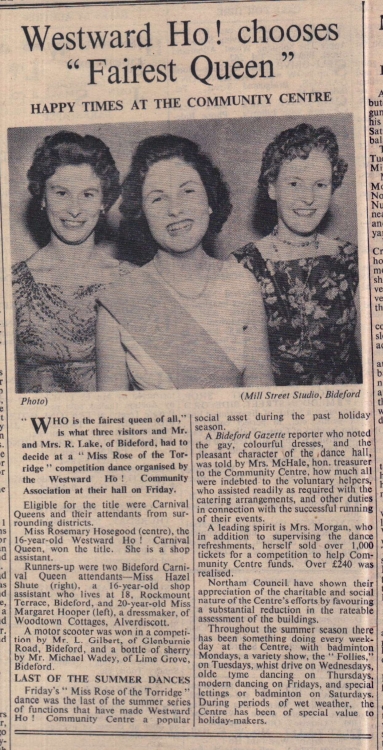 Westward Ho! chooses
"Fairest Queen"
HAPPY TIMES AT THE COMMUNITY CENTRE
Photo)
(Mill Street Studio, Bideford
"WHO is the fairest queen of all,"
is what three visitors and Mr.
and Mrs. R. Lake, of Bideford, had to
decide at a "Miss Rose of the Tor-
ridge" competition dance organised by
the Westward Ho! Community
Association at their hall on Friday.
Eligible for the title were Carnival
Queens and their attendants from sur-
rounding districts.
Miss Rosemary Hosegood (centre), the
16-year-old Westward Ho! Carnival
Queen, won the title. She is a shop
assistant.
Runners-up were two Bideford Carni-
val Queen attendants—Miss Hazel
Shute (right), a 16-year-old shop
assistant who lives at 18, Rockmount
Terrace, Bideford, and 20-year-old Miss
Margaret Hooper (left), a dressmaker, of
Woodtown Cottages, Alverdiscott.
A motor scooter was won in a competi-
tion by Mr. L. Gilbert, of Glonburnie
Road, Bideford, and a bottle of sherry
by Mr. Michael Wadey, of Lime Grove,
Bideford.
LAST OF THE SUMMER DANCES
Friday's "Miss Rose of the Torridge"
dance was the last of the summer series
of functions that have made Westward
Ho! Community Centre a popular
social asset during the past holiday
season.
A Bideford Gazette reporter who noted
the gay, colourful dresses, and the
pleasant character of the dance hall,
was told by Mrs. McHale, hon. treasurer
to the Community Centre, how much all
were indebted to the voluntary helpers,
who assisted readily as required with the
catering arrangements, and other duties
in connection with the successful running
of their events.
A leading spirit is Mrs. Morgan, who
in addition to supervising the dance
refreshments, herself sold over 1,000
tickets for a competition to help Com-
munity Centre funds. Over £240 was
realised.
Northam Council have shown their
appreciation of the charitable and social
nature of the Centre's efforts by favouring
a substantial reduction in the rateable
assessment of the buildings.
Throughout the summer season there
has been something doing every week-
day at the Centre, with badminton
Mondays, a variety show, the "Follies,"
on Tuesdays, whist drive on Wednesdays,
olde tyme dancing on Thursdays,
modern dancing on Fridays, and special
lettings or badminton on Saturdays.
During periods of wet weather, the
Centre has been of special value to
holiday-makers.